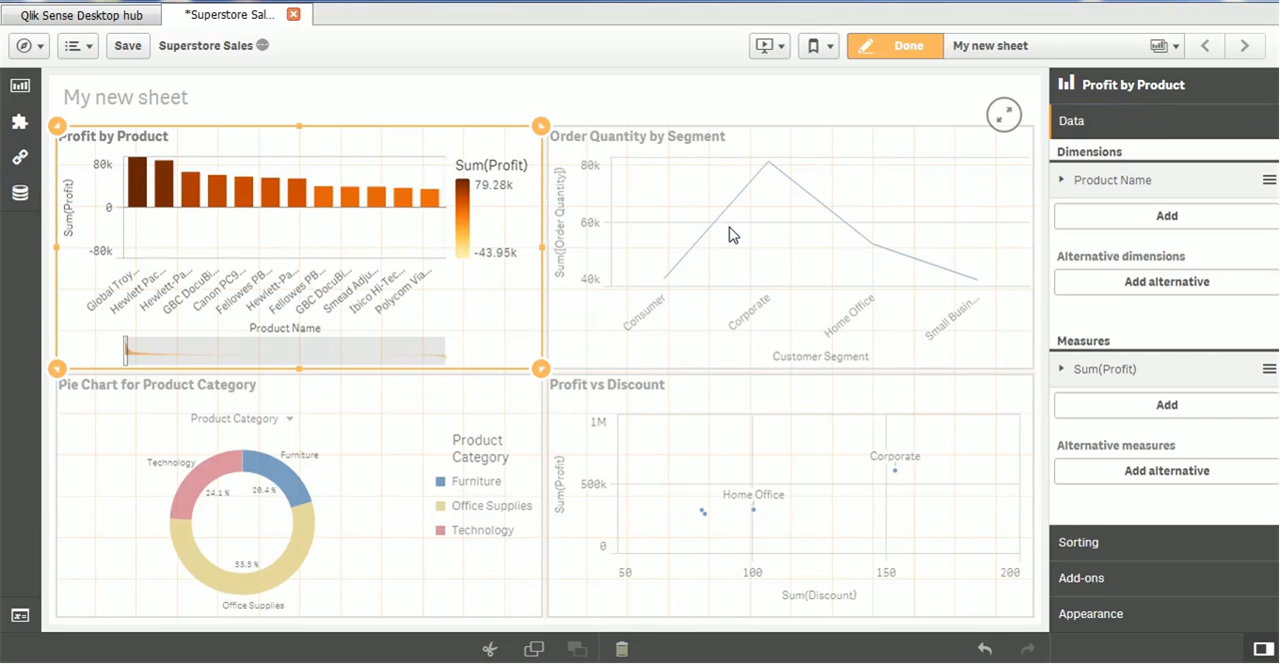 Qlik Sense Desktop hub
*Superstore Sal...
Save
Superstore Sales
Done
My new sheet
My new sheet
Profit by Product
80k
0
-80k
Sum(Profit)
Global Troy...
Hewlett Pac...
Hewlett-Pa...
GBC DocuBi...
Canon PC9...
Fellowes PB...
Hewlett-Pa...
Fellowes PB...
GBC DocuBi...
Smead Adju...
Ibico Hi-Tec...
Polycom Via...
Product Name
Sum(Profit)
79.28k
-43.95k
Order Quantity by Segment
80k
60k
40k
Sum([Order Quantity])
Consumer
Corporate
Home Office
Small Busin...
Customer Segment
Pie Chart for Product Category
Product Category
Technology
Furniture
24.1 %
20.4 %
55.5 %
Office Supplies
Product
Category
Furniture
Office Supplies
Technology
Profit vs Discount
1M
500k
0
Sum(Profit)
Corporate
Home Office
50
100
150
200
Sum(Discount)
Profit by Product
Data
Dimensions
Product Name
Add
Alternative dimensions
Add alternative
Measures
Sum(Profit)
Add
Alternative measures
Add alternative
Sorting
Add-ons
Appearance